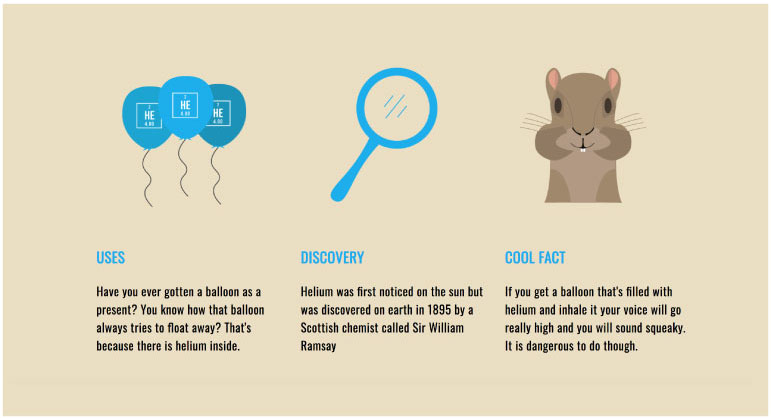 HE
4.00
HE
4.00
HE
4.00
USES
Have you ever gotten a balloon as a
present? You know how that balloon
always tries to float away? That's
because there is helium inside.
DISCOVERY
Helium was first noticed on the sun but
was discovered on earth in 1895 by a
Scottish chemist called Sir William
Ramsay
COOL FACT
If you get a balloon that's filled with
helium and inhale it your voice will go
really high and you will sound squeaky.
It is dangerous to do though.